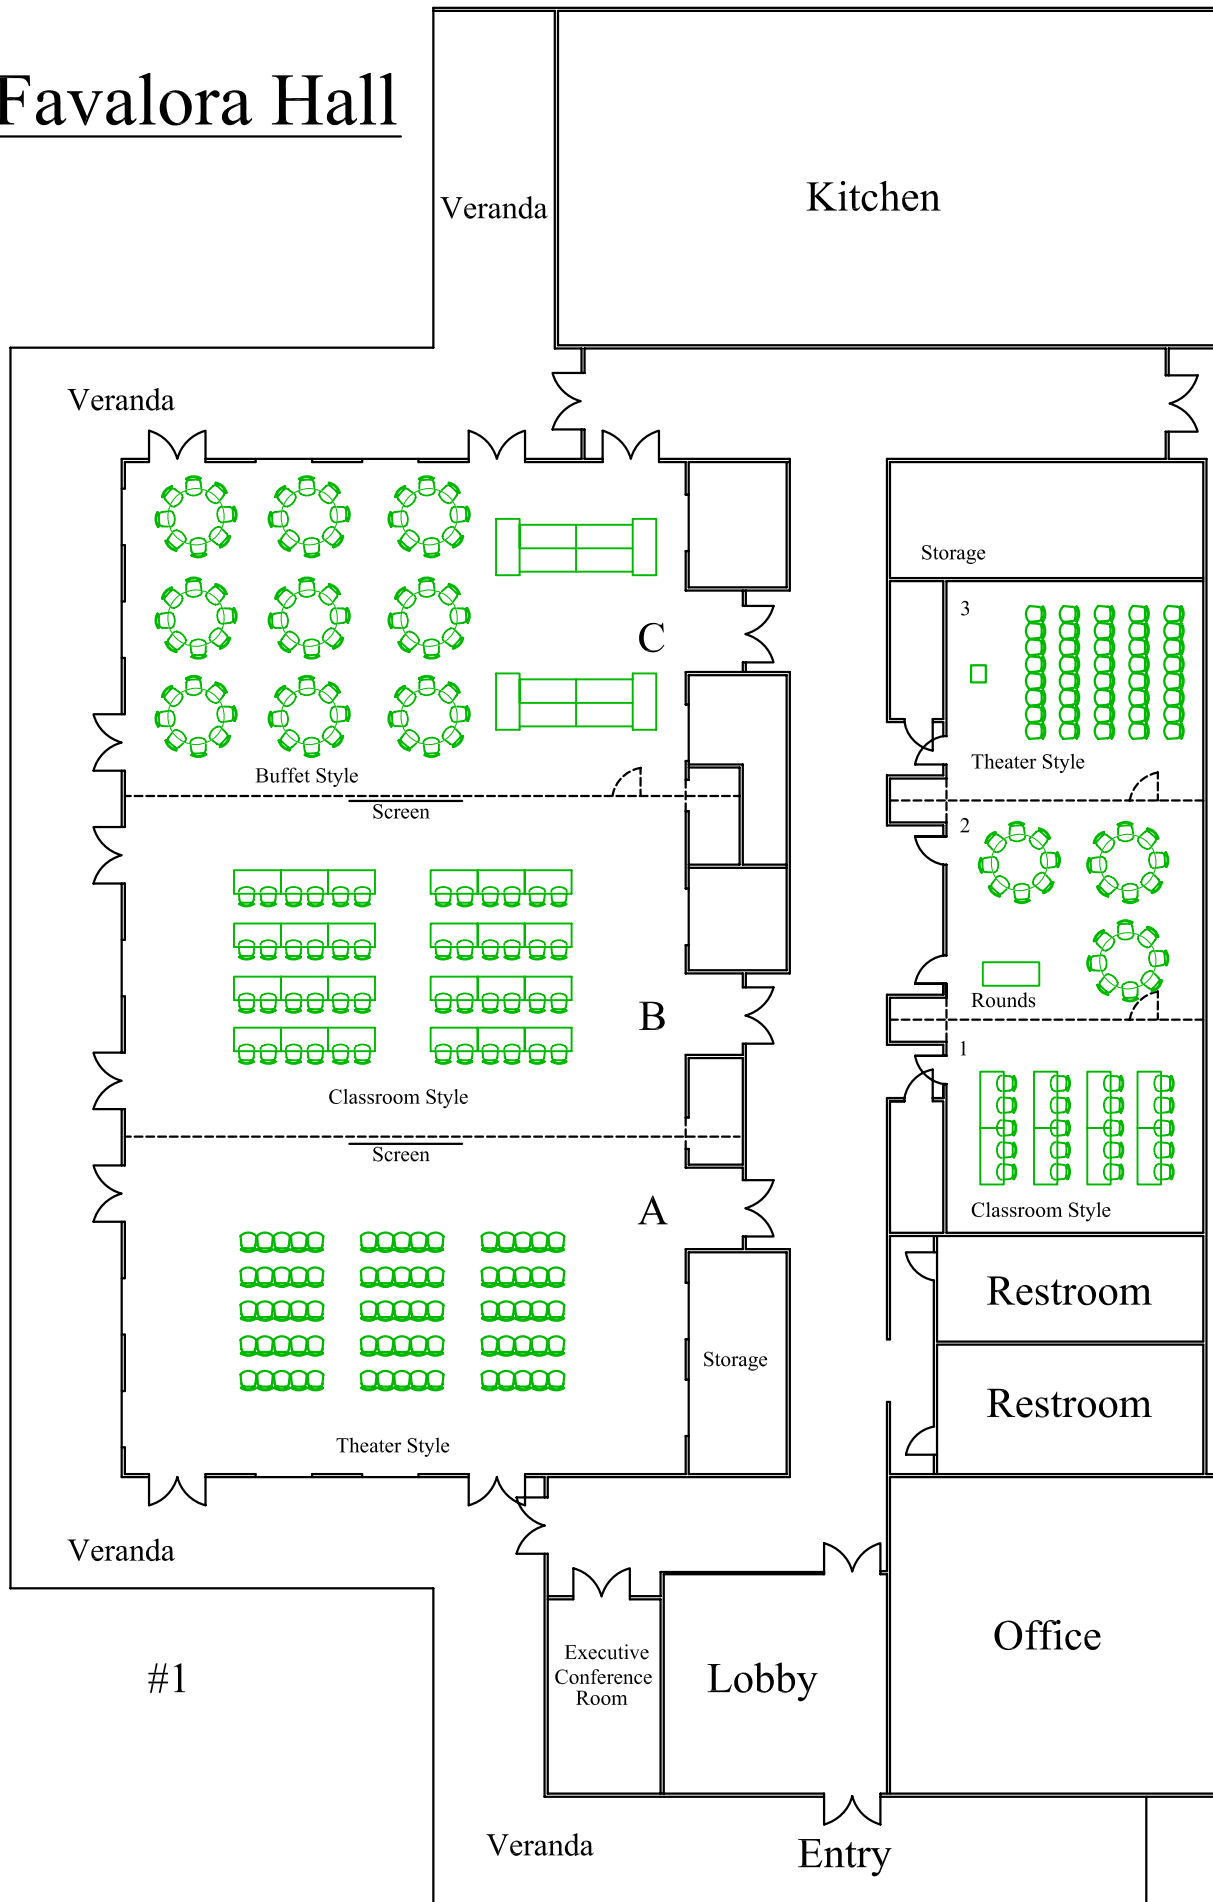 Favalora Hall
Kitchen
Veranda
Veranda
Storage
3
C
Theater Style
Buffet Style
Screen
2
Rounds
B
1
Classroom Style
Screen
A
Classroom Style
Restroom
Storage
Restroom
Theater Style
Veranda
Office
Executive
Conference
Room
Lobby
#1
Veranda
Entry